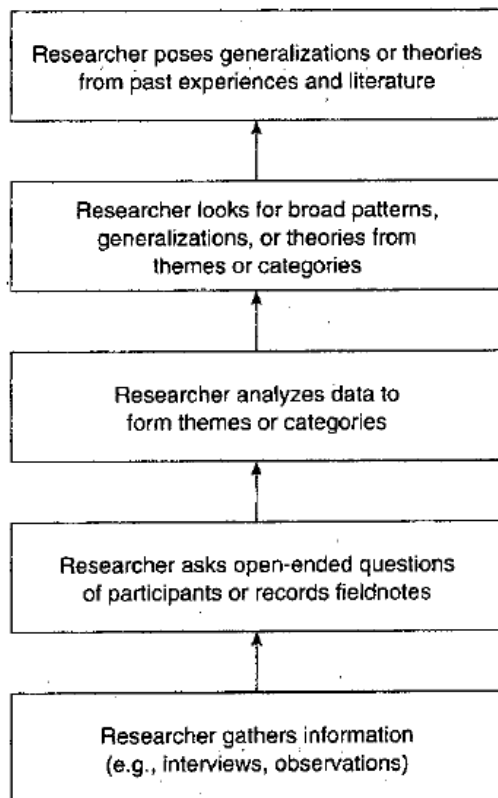 Researcher poses generalizations or theories
from past experiences and literature
Researcher looks for broad patterns,
generalizations, or theories from
themes or categories
Researcher analyzes data to
form themes or categories
Researcher asks open-ended questions
of participants or records fieldnotes
Researcher gathers information
(e.g., interviews, observations)